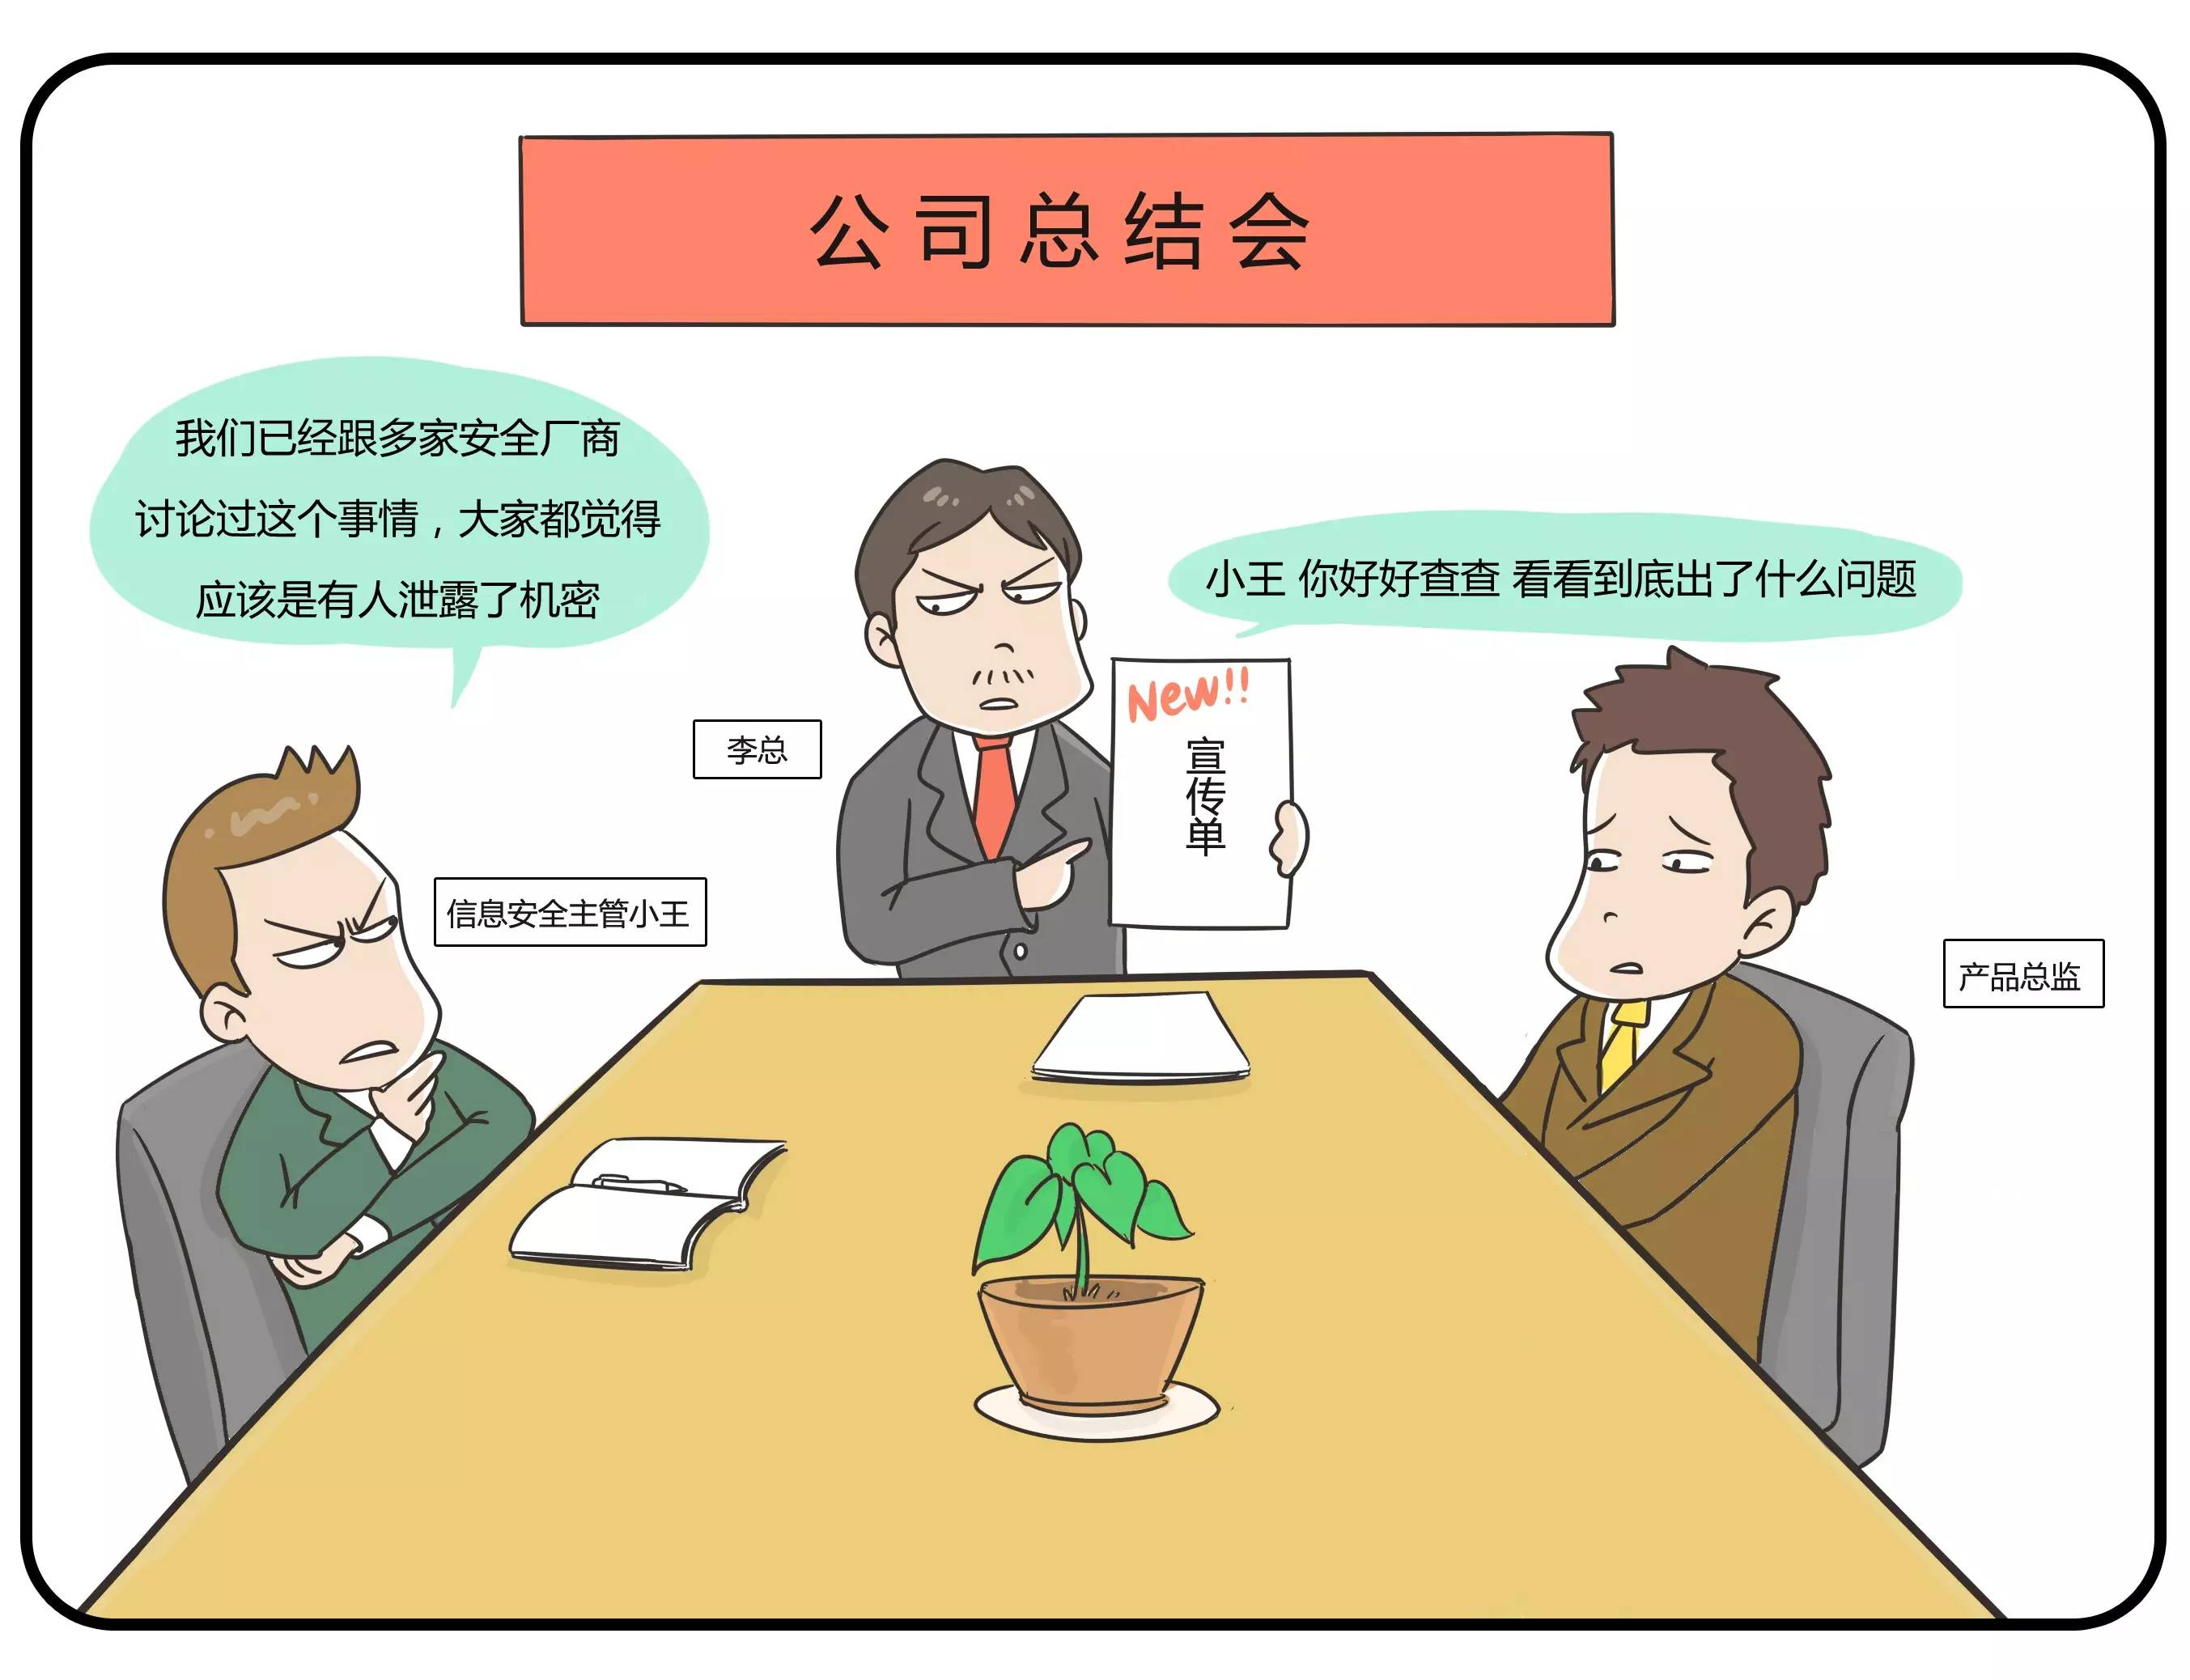 公司总结会
我们已经跟多家安全厂商
讨论过这个事情，大家都觉得
应该是有人泄露了机密
小王 你好好查查 看看到底出了什么问题
New!!
宣传单
李总
信息安全主管小王
产品总监